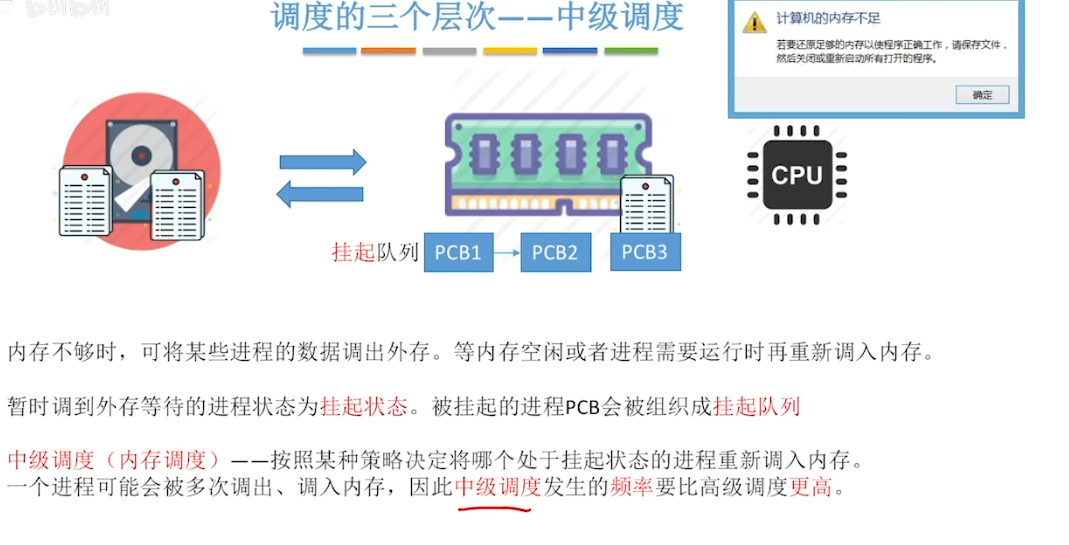 bilibili
调度的三个层次——中级调度
计算机的内存不足
若要还原足够的内存以使程序正确工作，请保存文件，
然后关闭或重新启动所有打开的程序。
确定
CPU
挂起队列 PCB1 PCB2 PCB3
内存不够时，可将某些进程的数据调出外存。等内存空闲或者进程需要运行时再重新调入内存。
暂时调到外存等待的进程状态为挂起状态。被挂起的进程PCB会被组织成挂起队列
中级调度（内存调度）——按照某种策略决定将哪个处于挂起状态的进程重新调入内存。
一个进程可能会被多次调出、调入内存，因此中级调度发生的频率要比高级调度更高。